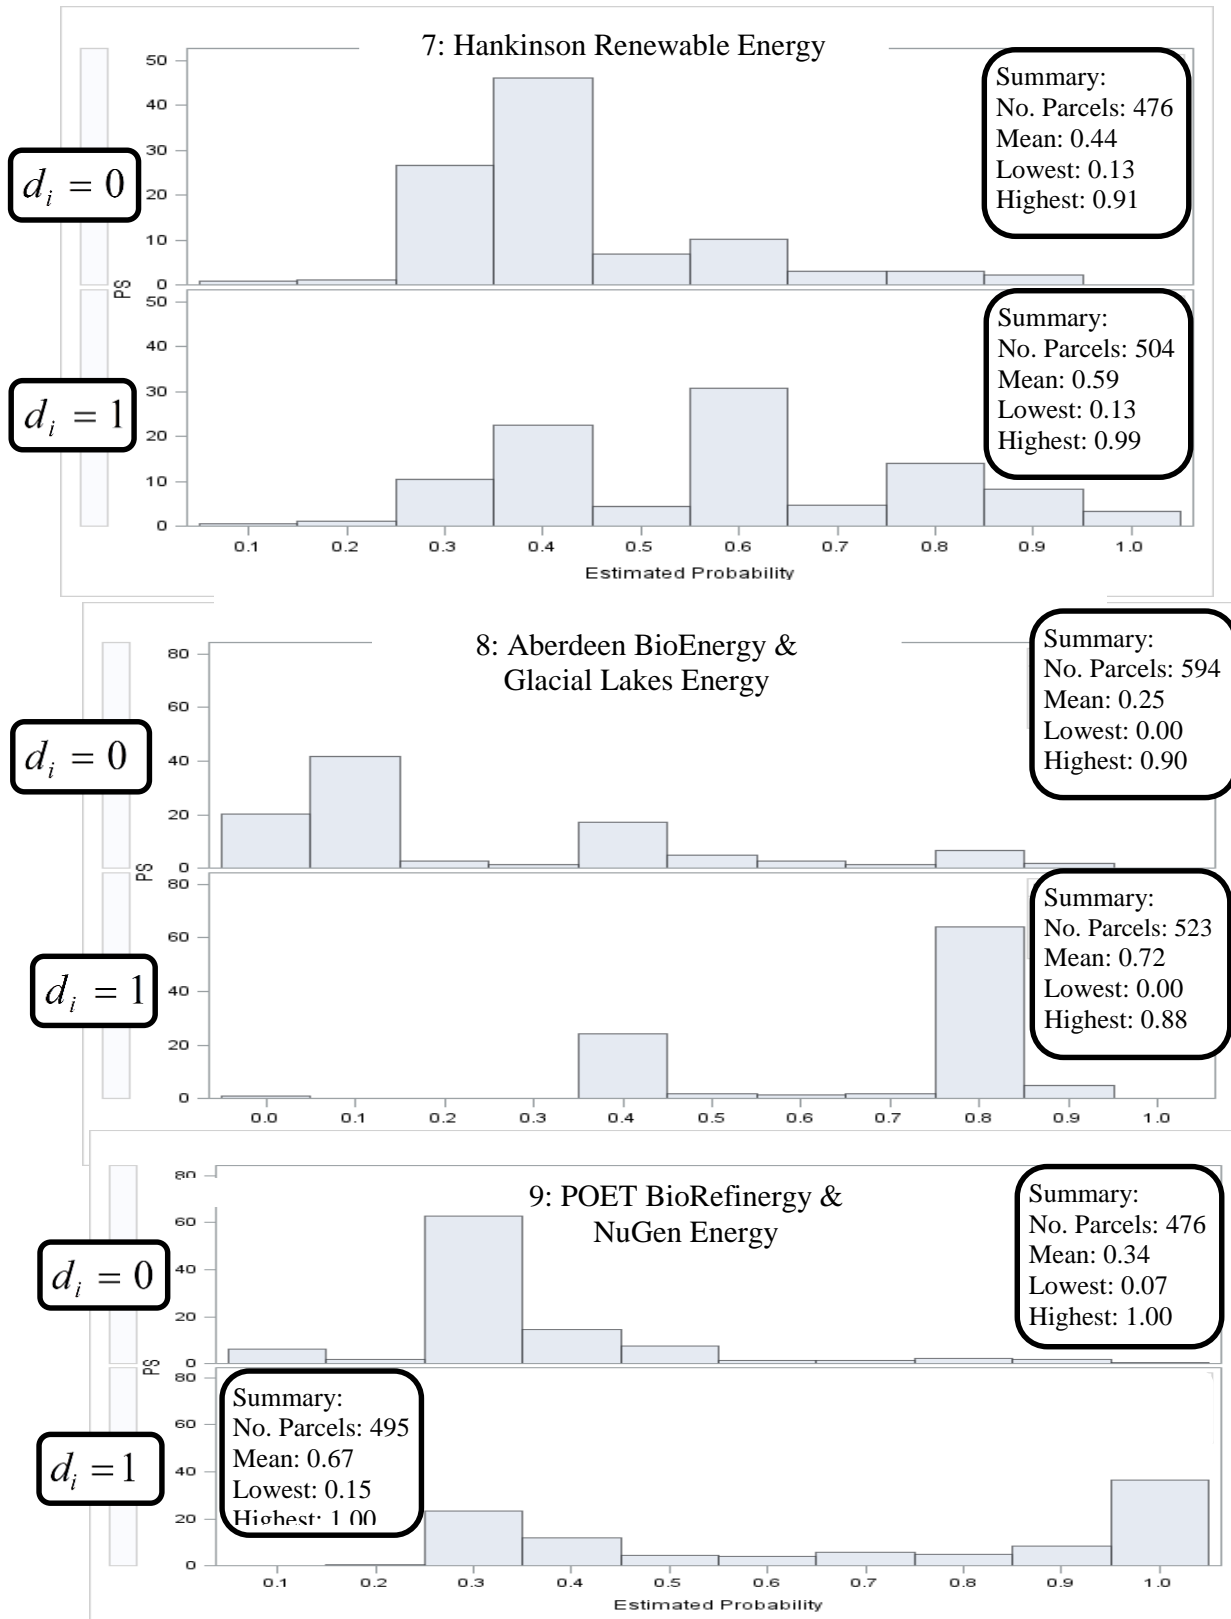 7: Hankinson Renewable Energy
50
40
30
20
10
0
d_i = 0
Summary:
No. Parcels: 476
Mean: 0.44
Lowest: 0.13
Highest: 0.91
PS
50
40
30
20
10
0
d_i = 1
Summary:
No. Parcels: 504
Mean: 0.59
Lowest: 0.13
Highest: 0.99
0.1 0.2 0.3 0.4 0.5 0.6 0.7 0.8 0.9 1.0
Estimated Probability
8: Aberdeen BioEnergy &
Glacial Lakes Energy
80
60
40
20
0
d_i = 0
Summary:
No. Parcels: 594
Mean: 0.25
Lowest: 0.00
Highest: 0.90
PS
80
60
40
20
0
d_i = 1
Summary:
No. Parcels: 523
Mean: 0.72
Lowest: 0.00
Highest: 0.88
0.0 0.1 0.2 0.3 0.4 0.5 0.6 0.7 0.8 0.9 1.0
9: POET BioRefinergy &
NuGen Energy
80
60
40
20
0
d_i = 0
Summary:
No. Parcels: 476
Mean: 0.34
Lowest: 0.07
Highest: 1.00
PS
80
60
40
20
0
d_i = 1
Summary:
No. Parcels: 495
Mean: 0.67
Lowest: 0.15
Highest: 1.00
0.1 0.2 0.3 0.4 0.5 0.6 0.7 0.8 0.9 1.0
Estimated Probability